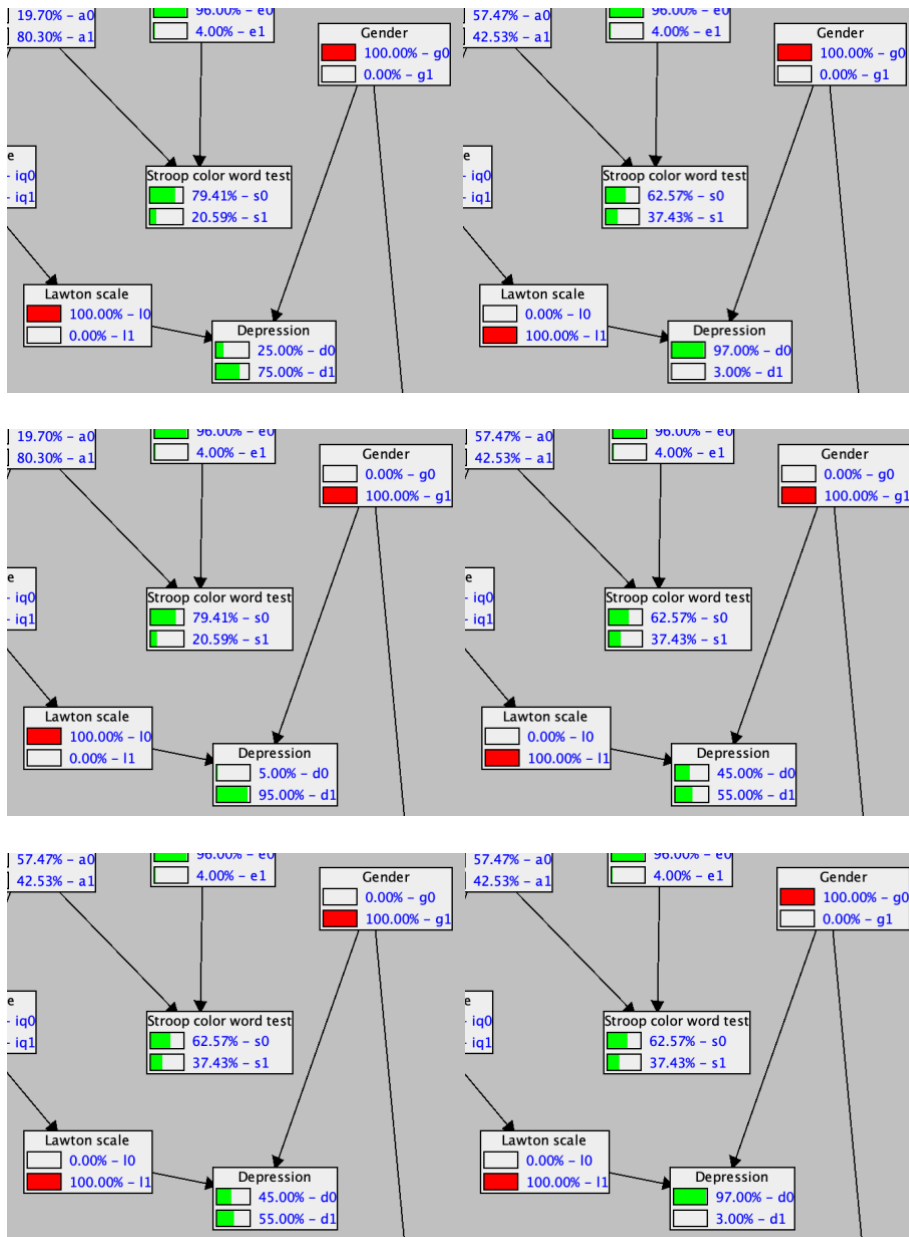 19.70% – a0
80.30% – a1
96.00% – e0
4.00% – e1
Gender
100.00% – g0
0.00% – g1
e
- iq0
- iq1
Stroop color word test
79.41% – s0
20.59% – s1
Lawton scale
100.00% – l0
0.00% – l1
Depression
25.00% – d0
75.00% – d1
57.47% – a0
42.53% – a1
96.00% – e0
4.00% – e1
Gender
100.00% – g0
0.00% – g1
e
- iq0
- iq1
Stroop color word test
62.57% – s0
37.43% – s1
Lawton scale
0.00% – l0
100.00% – l1
Depression
97.00% – d0
3.00% – d1
19.70% – a0
80.30% – a1
96.00% – e0
4.00% – e1
Gender
0.00% – g0
100.00% – g1
e
- iq0
- iq1
Stroop color word test
79.41% – s0
20.59% – s1
Lawton scale
100.00% – l0
0.00% – l1
Depression
5.00% – d0
95.00% – d1
57.47% – a0
42.53% – a1
96.00% – e0
4.00% – e1
Gender
0.00% – g0
100.00% – g1
e
- iq0
- iq1
Stroop color word test
62.57% – s0
37.43% – s1
Lawton scale
0.00% – l0
100.00% – l1
Depression
45.00% – d0
55.00% – d1
57.47% – a0
42.53% – a1
96.00% – e0
4.00% – e1
Gender
0.00% – g0
100.00% – g1
e
- iq0
- iq1
Stroop color word test
62.57% – s0
37.43% – s1
Lawton scale
0.00% – l0
100.00% – l1
Depression
45.00% – d0
55.00% – d1
57.47% – a0
42.53% – a1
96.00% – e0
4.00% – e1
Gender
100.00% – g0
0.00% – g1
e
- iq0
- iq1
Stroop color word test
62.57% – s0
37.43% – s1
Lawton scale
0.00% – l0
100.00% – l1
Depression
97.00% – d0
3.00% – d1